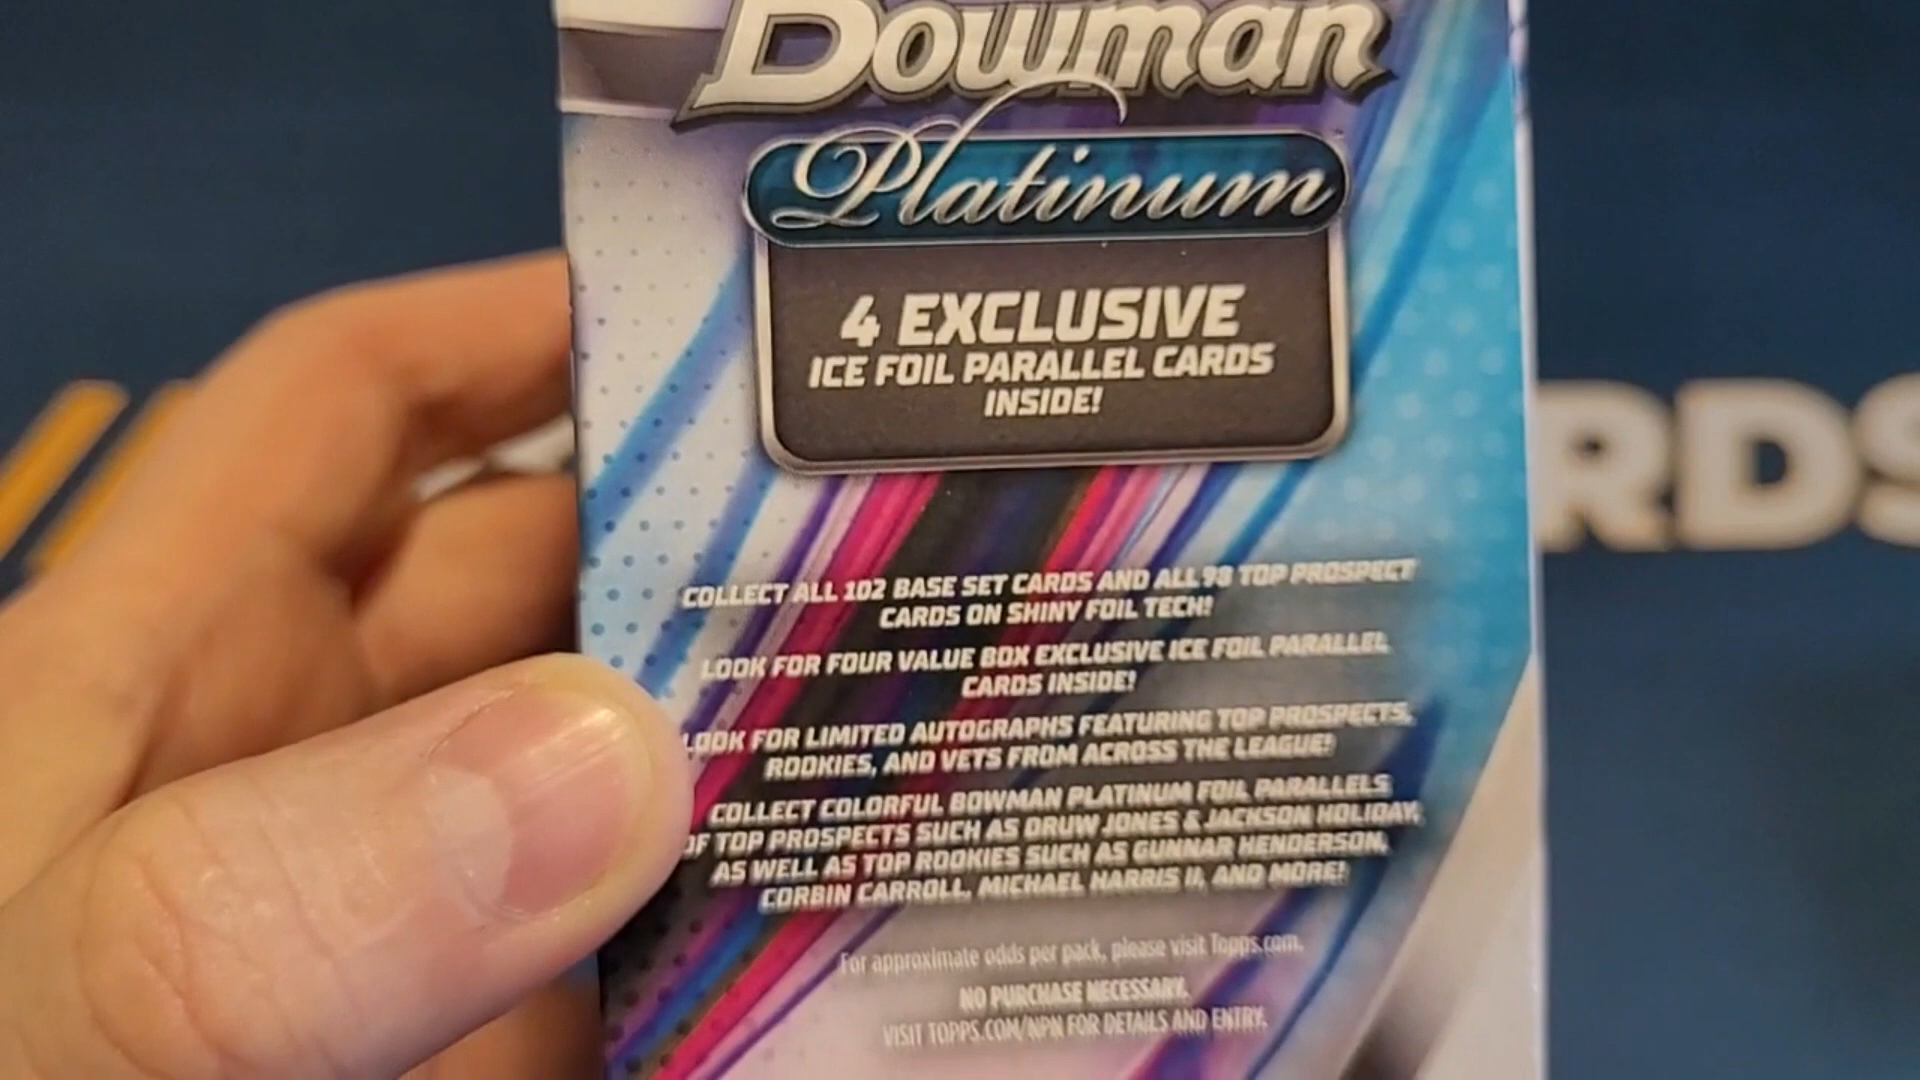 Bowman
Platinum
4 EXCLUSIVE
ICE FOIL PARALLEL CARDS
INSIDE!
RDS
COLLECT ALL 102 BASE SET CARDS AND ALL 98 TOP PROSPECT
CARDS ON SHINY FOIL TECH!
LOOK FOR FOUR VALUE BOX EXCLUSIVE ICE FOIL PARALLEL
CARDS INSIDE!
LOOK FOR LIMITED AUTOGRAPHS FEATURING TOP PROSPECTS,
ROOKIES, AND VETS FROM ACROSS THE LEAGUE!
COLLECT COLORFUL BOWMAN PLATINUM FOIL PARALLELS
OF TOP PROSPECTS SUCH AS DRUW JONES & JACKSON HOLIDAY,
AS WELL AS TOP ROOKIES SUCH AS GUNNAR HENDERSON,
CORBIN CARROLL, MICHAEL HARRIS II, AND MORE!
For approximate odds per pack, please visit Topps.com.
NO PURCHASE NECESSARY.
VISIT TOPPS.COM/NPN FOR DETAILS AND ENTRY.